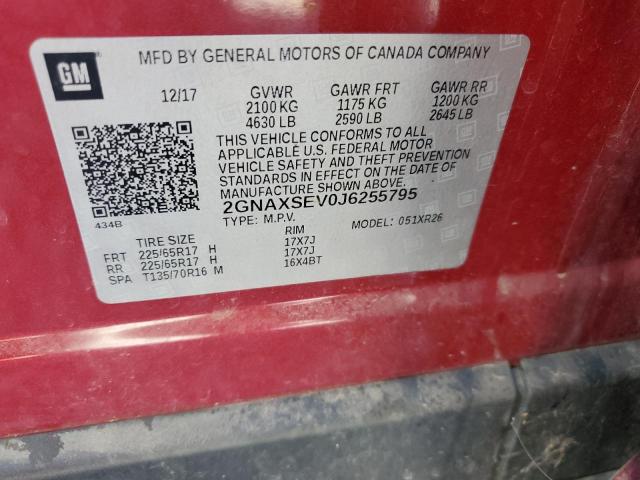 GM
MFD BY GENERAL MOTORS OF CANADA COMPANY
12/17 GVWR GAWR FRT GAWR RR
2100 KG 1175 KG 1200 KG
4630 LB 2590 LB 2645 LB
THIS VEHICLE CONFORMS TO ALL
APPLICABLE U.S. FEDERAL MOTOR
VEHICLE SAFETY AND THEFT PREVENTION
STANDARDS IN EFFECT ON THE DATE OF
MANUFACTURE SHOWN ABOVE.
2GNAXSEV0J6255795
434B TYPE: M.P.V. MODEL: 051XR26
TIRE SIZE RIM
FRT 225/65R17 H 17X7J
RR 225/65R17 H 17X7J
SPA T135/70R16 M 16X4BT